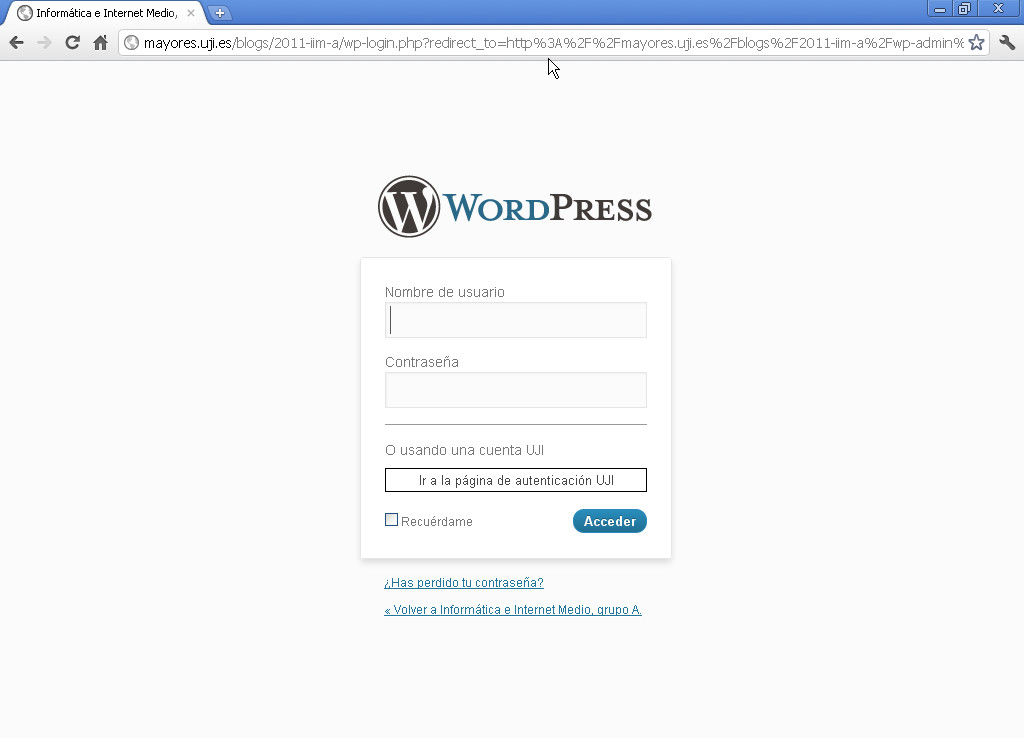 Informática e Internet Medio,
mayores.uji.es/blogs/2011-iim-a/wp-login.php?redirect_to=http%3A%2F%2Fmayores.uji.es%2Fblogs%2F2011-iim-a%2Fwp-admin%
WORDPRESS
Nombre de usuario
Contraseña
O usando una cuenta UJI
Ir a la página de autenticación UJI
Recuérdame
Acceder
¿Has perdido tu contraseña?
« Volver a Informática e Internet Medio, grupo A.